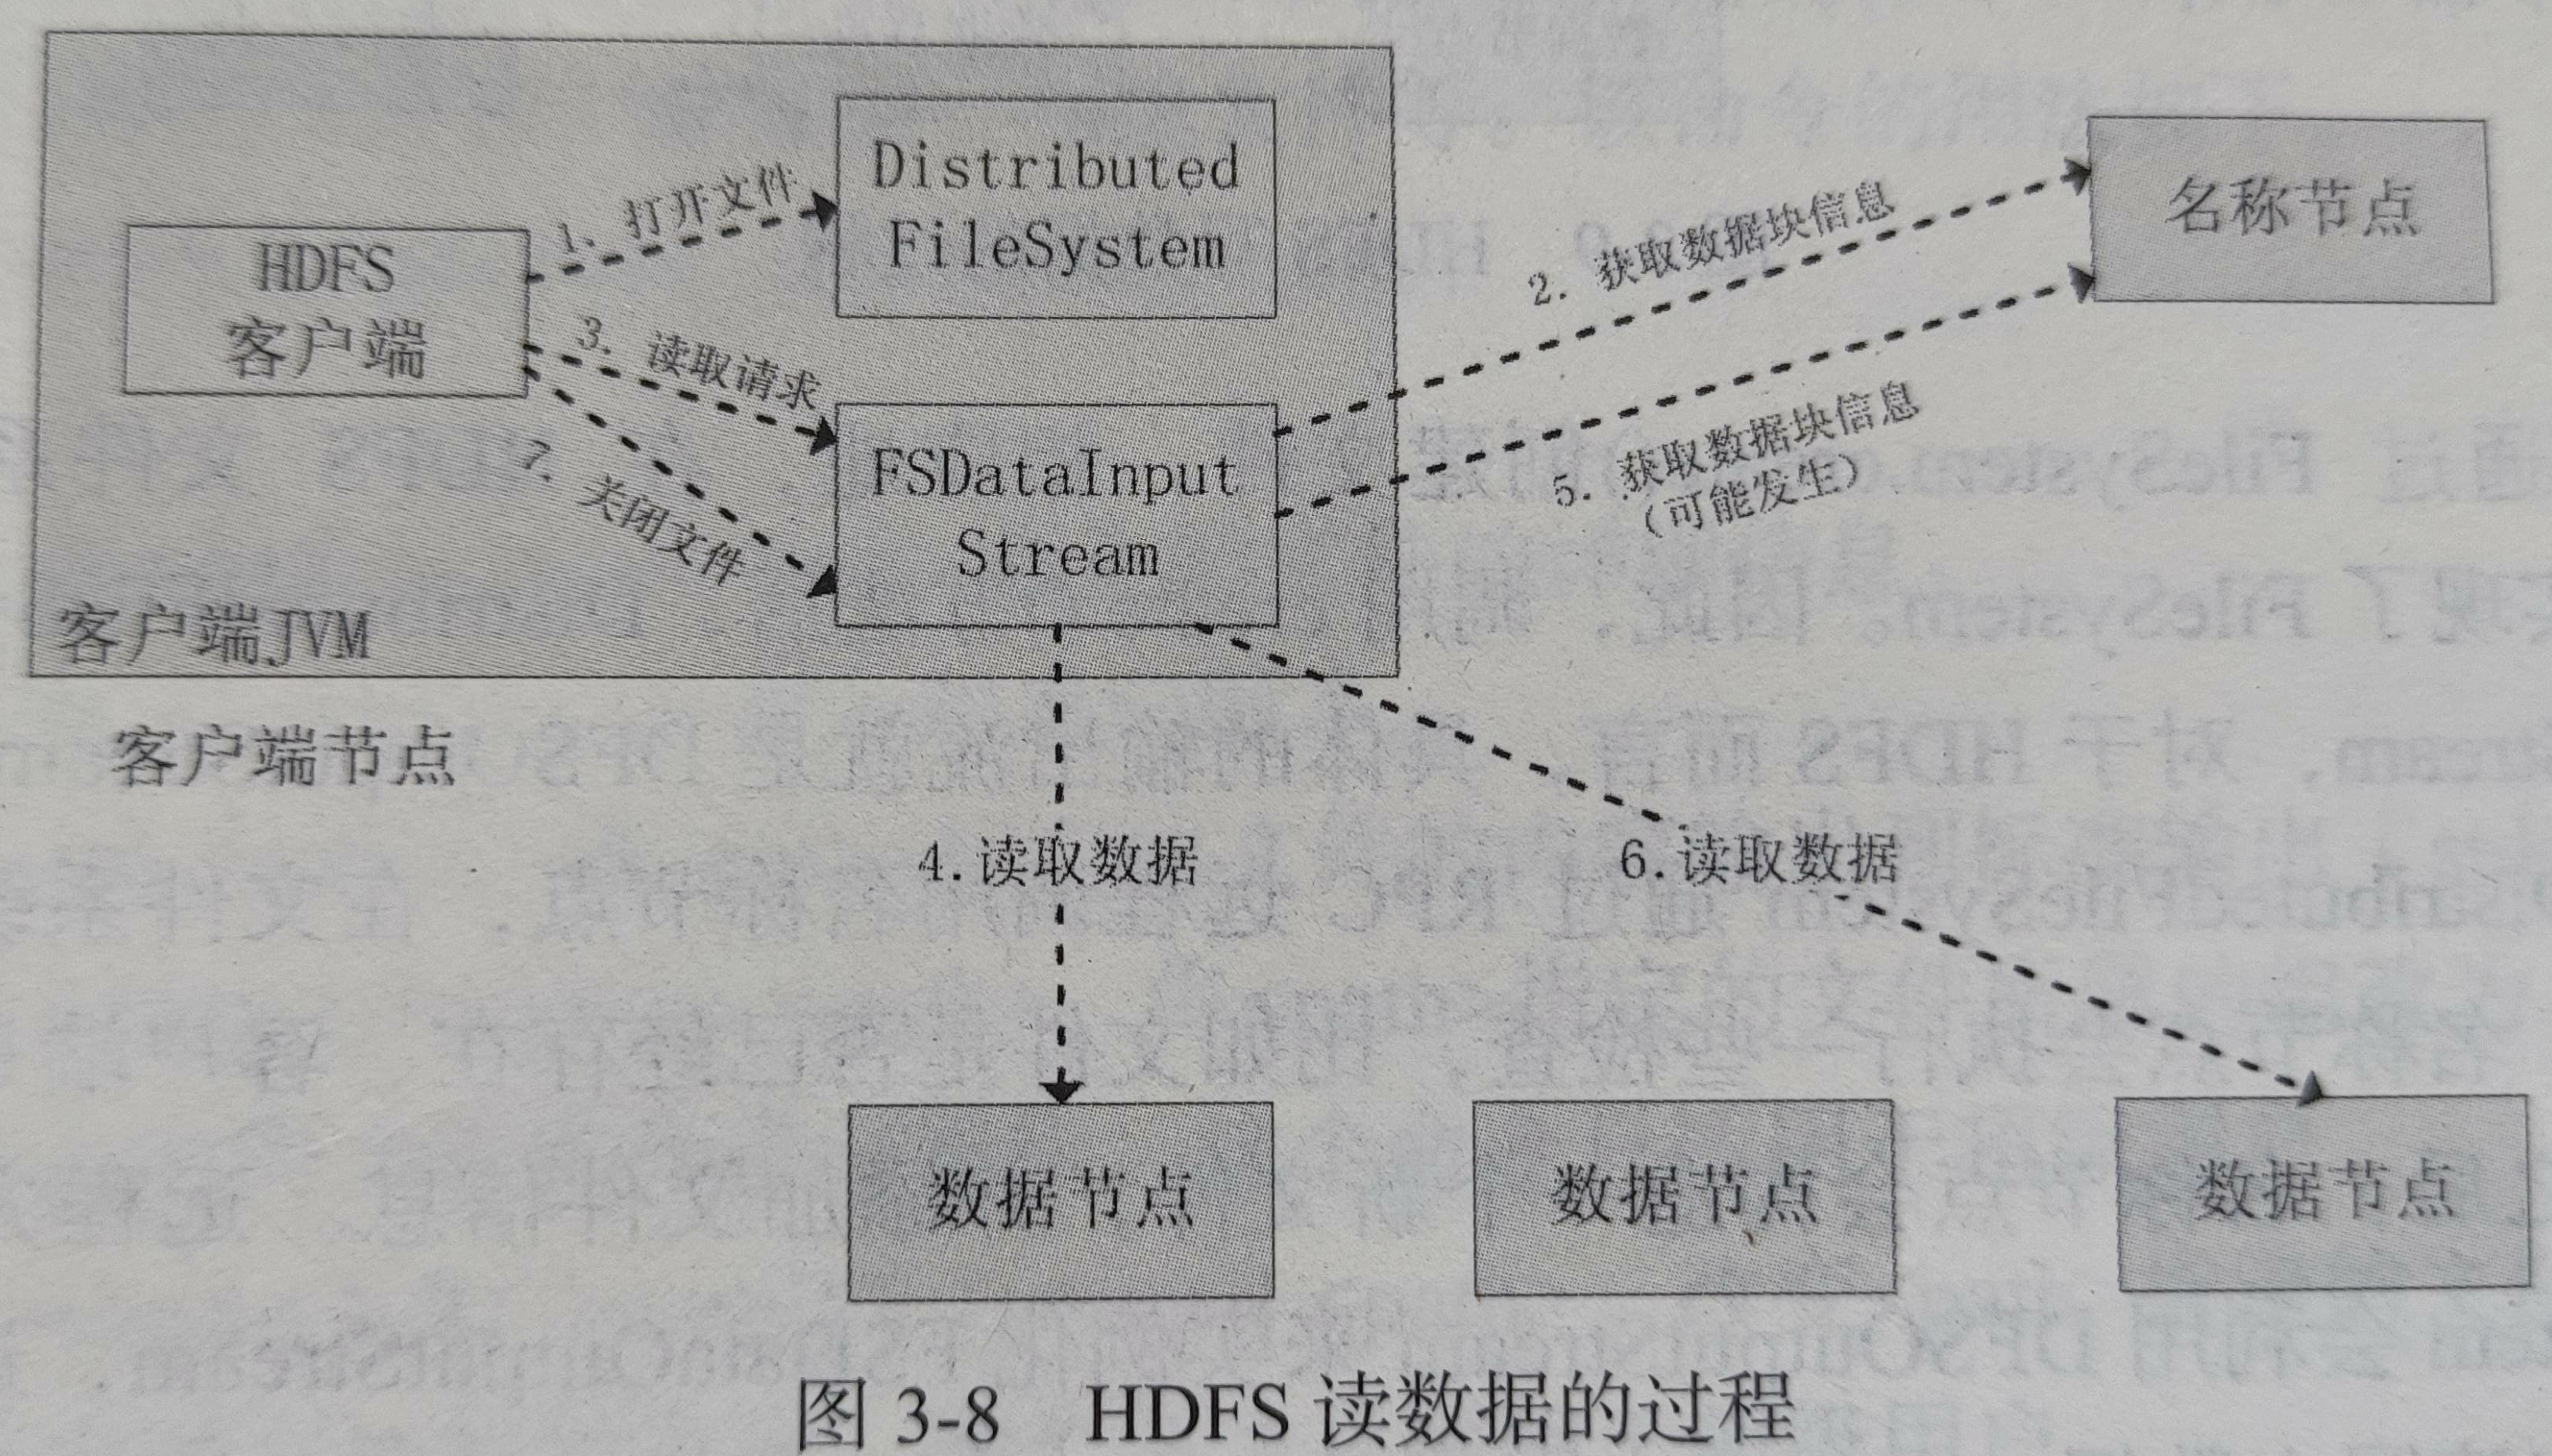 Distributed
FileSystem
名称节点
HDFS
客户端
1. 打开文件
2. 获取数据块信息
3. 读取请求
FSDataInput
Stream
5. 获取数据块信息
（可能发生）
7. 关闭文件
客户端JVM
客户端节点
4.读取数据
6.读取数据
数据节点
数据节点
数据节点
图 3-8 HDFS 读数据的过程